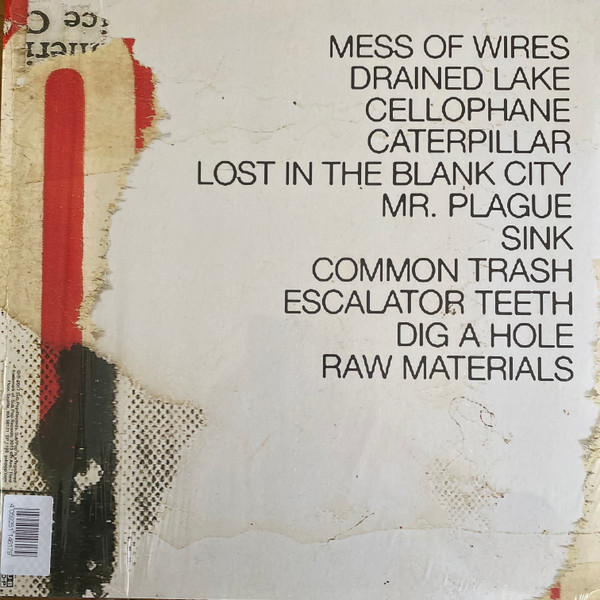 MESS OF WIRES
DRAINED LAKE
CELLOPHANE
CATERPILLAR
LOST IN THE BLANK CITY
MR. PLAGUE
SINK
COMMON TRASH
ESCALATOR TEETH
DIG A HOLE
RAW MATERIALS